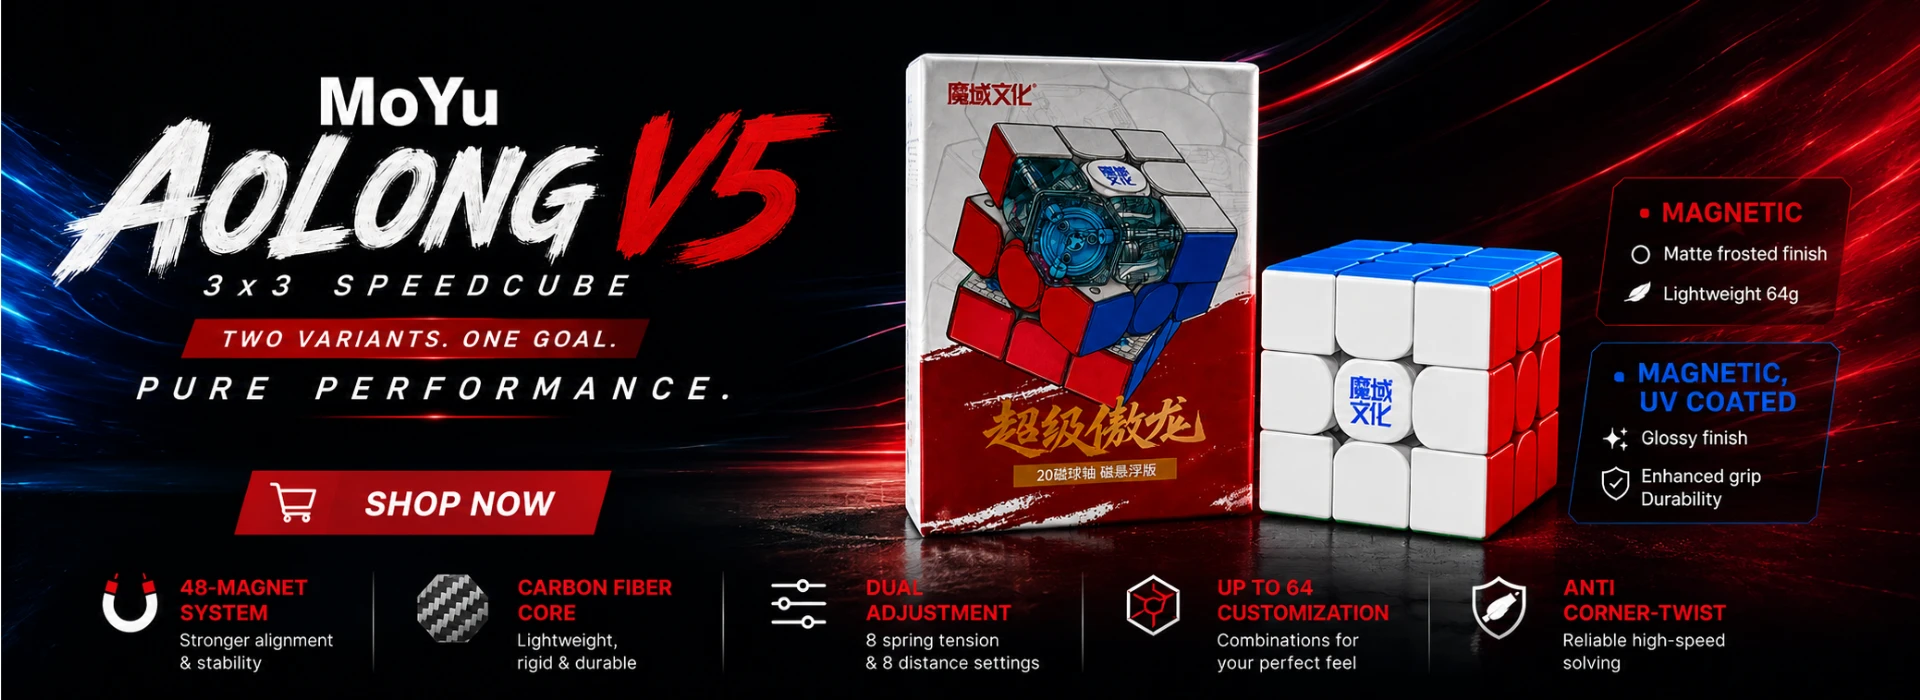 MoYu
AOLONG V5
3x3 SPEEDCUBE
TWO VARIANTS. ONE GOAL.
PURE PERFORMANCE.
SHOP NOW
魔域文化
魔域
文化
超级傲龙
20磁球轴 磁悬浮版
魔域
文化
MAGNETIC
Matte frosted finish
Lightweight 64g
MAGNETIC,
UV COATED
Glossy finish
Enhanced grip
Durability
48-MAGNET
SYSTEM
Stronger alignment
& stability
CARBON FIBER
CORE
Lightweight,
rigid & durable
DUAL
ADJUSTMENT
8 spring tension
& 8 distance settings
UP TO 64
CUSTOMIZATION
Combinations for
your perfect feel
ANTI
CORNER-TWIST
Reliable high-speed
solving